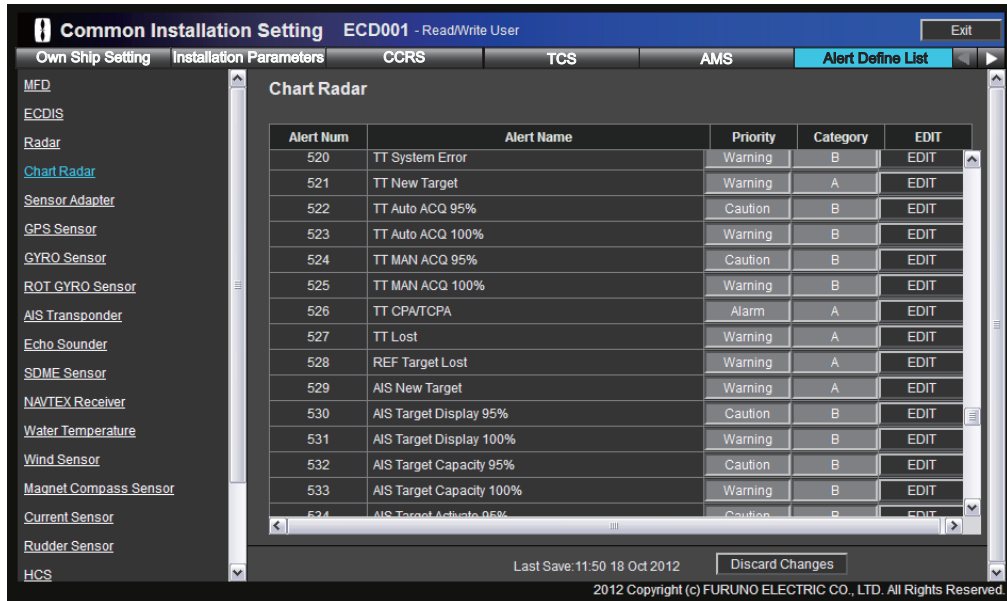 Common Installation Setting ECD001 - Read/Write User Exit
Own Ship Setting Installation Parameters CCRS TCS AMS Alert Define List
MFD
ECDIS
Radar
Chart Radar
Sensor Adapter
GPS Sensor
GYRO Sensor
ROT GYRO Sensor
AIS Transponder
Echo Sounder
SDME Sensor
NAVTEX Receiver
Water Temperature
Wind Sensor
Magnet Compass Sensor
Current Sensor
Rudder Sensor
HCS
Chart Radar
Alert Num Alert Name Priority Category EDIT
520 TT System Error Warning B EDIT
521 TT New Target Warning A EDIT
522 TT Auto ACQ 95% Caution B EDIT
523 TT Auto ACQ 100% Warning B EDIT
524 TT MAN ACQ 95% Caution B EDIT
525 TT MAN ACQ 100% Warning B EDIT
526 TT CPA/TCPA Alarm A EDIT
527 TT Lost Warning A EDIT
528 REF Target Lost Warning A EDIT
529 AIS New Target Warning A EDIT
530 AIS Target Display 95% Caution B EDIT
531 AIS Target Display 100% Warning B EDIT
532 AIS Target Capacity 95% Caution B EDIT
533 AIS Target Capacity 100% Warning B EDIT
534 AIS Target Activate 95% Caution B EDIT
Last Save:11:50 18 Oct 2012 Discard Changes
2012 Copyright (c) FURUNO ELECTRIC CO., LTD. All Rights Reserved.